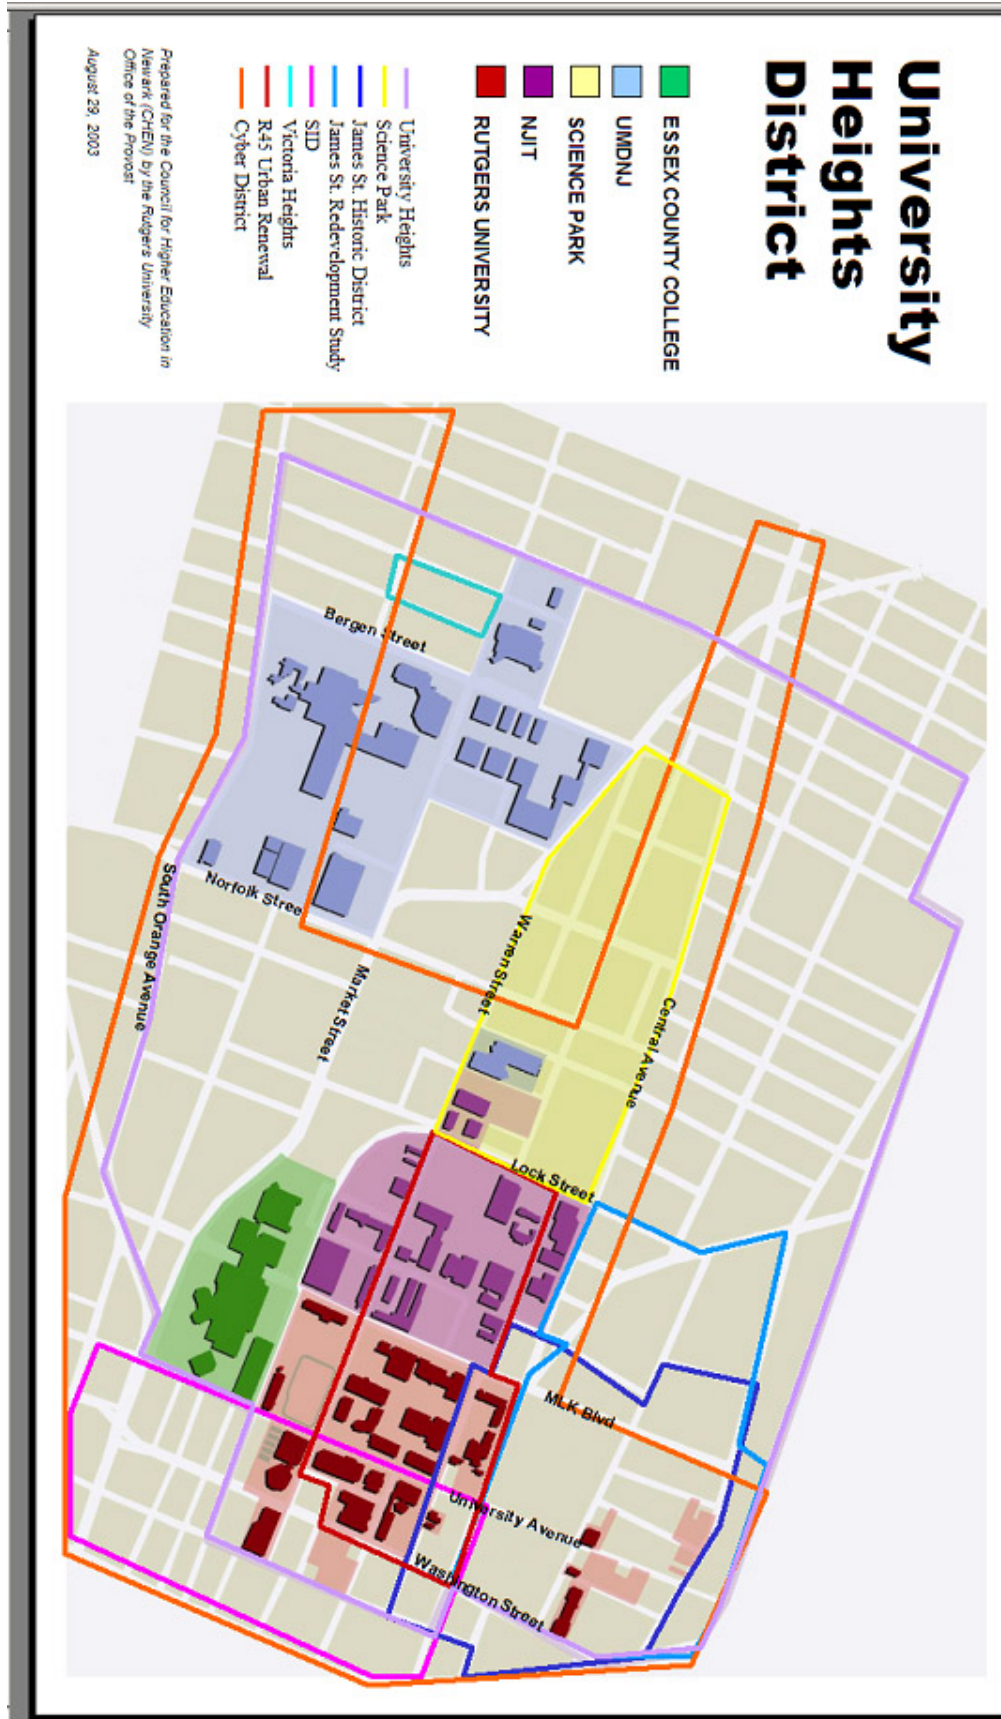 University
Heights
District
ESSEX COUNTY COLLEGE
UMDNJ
SCIENCE PARK
NJIT
RUTGERS UNIVERSITY
University Heights
Science Park
James St. Historic District
James St. Redevelopment Study
SID
Victoria Heights
R45 Urban Renewal
Cyber District
Prepared for the Council for Higher Education in
Newark (CHEN) by the Rutgers University
Office of the Provost
August 29, 2003
Bergen Street
Norfolk Stree
South Orange Avenue
Market Street
Warren Street
Central Avenue
Lock Street
MLK Blvd
University Avenue
Washington Street